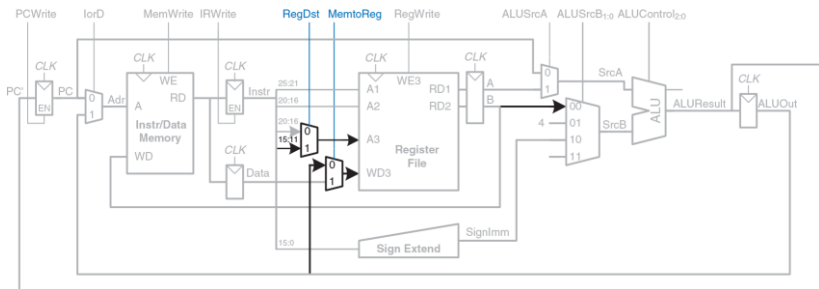 PCWrite IorD MemWrite IRWrite RegDst MemtoReg RegWrite ALUSrcA ALUSrcB1:0 ALUControl2:0
CLK CLK CLK CLK CLK
PC' EN PC 0 1 Adr A WE RD EN Instr 25:21 A1 WE3 RD1 A 0 1 SrcA
20:16 A2 RD2 B 00 ALU ALUResult ALUOut
Instr/Data
Memory
20:16 0 4 01 SrcB
15:11 1 A3 10
Register
File
11
WD CLK Data 0 1 WD3
SignImm
15:0 Sign Extend